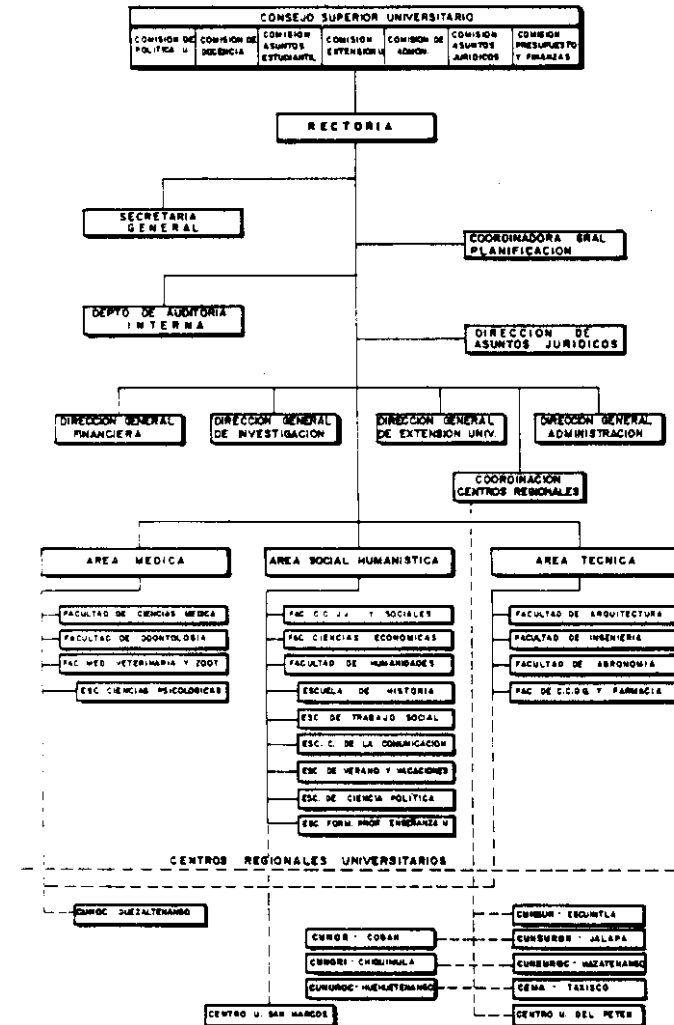 CONSEJO SUPERIOR UNIVERSITARIO
COMISION DE
POLITICA U.
COMISION DE
DOCENCIA
COMISION
ASUNTOS
ESTUDIANTIL
COMISION
EXTENSION U
COMISION DE
ADMON.
COMISION
ASUNTOS
JURIDICOS
COMISION
PRESUPUESTO
Y FINANZAS
RECTORIA
SECRETARIA
GENERAL
COORDINADORA GRAL
PLANIFICACION
DEPTO DE AUDITORIA
INTERNA
DIRECCION DE
ASUNTOS JURIDICOS
DIRECCION GENERAL
FINANCIERA
DIRECCION GENERAL
DE INVESTIGACION
DIRECCION GENERAL
DE EXTENSION UNIV.
DIRECCION GENERAL
ADMINISTRACION
COORDINACION
CENTROS REGIONALES
AREA MEDICA
AREA SOCIAL HUMANISTICA
AREA TECNICA
FACULTAD DE CIENCIAS MEDICA
FACULTAD DE ODONTOLOGIA
FAC. MED. VETERINARIA Y ZOOT.
ESC. CIENCIAS PSICOLOGICAS
FAC. C.C. J.J. Y SOCIALES
FAC CIENCIAS ECONOMICAS
FACULTAD DE HUMANIDADES
ESCUELA DE HISTORIA
ESC. DE TRABAJO SOCIAL
ESC. C. DE LA COMUNICACION
ESC. DE VERANO Y VACACIONES
ESC. DE CIENCIA POLITICA
ESC. FORM. PROF. ENSEÑANZA M
FACULTAD DE ARQUITECTURA
FACULTAD DE INGENIERIA
FACULTAD DE AGRONOMIA
FAC. DE C.C.Q.Q. Y FARMACIA
CENTROS REGIONALES UNIVERSITARIOS
CUNOC QUEZALTENANGO
CUNSUR - ESCUINTLA
CUNOR - COBAN
CUNSURORI - JALAPA
CUNORI - CHIQUIMULA
CUNSUROC - MAZATENANGO
CUNUROC - HUEHUETENANGO
CEMA - TAXISCO
CENTRO U. SAN MARCOS
CENTRO U. DEL PETEN